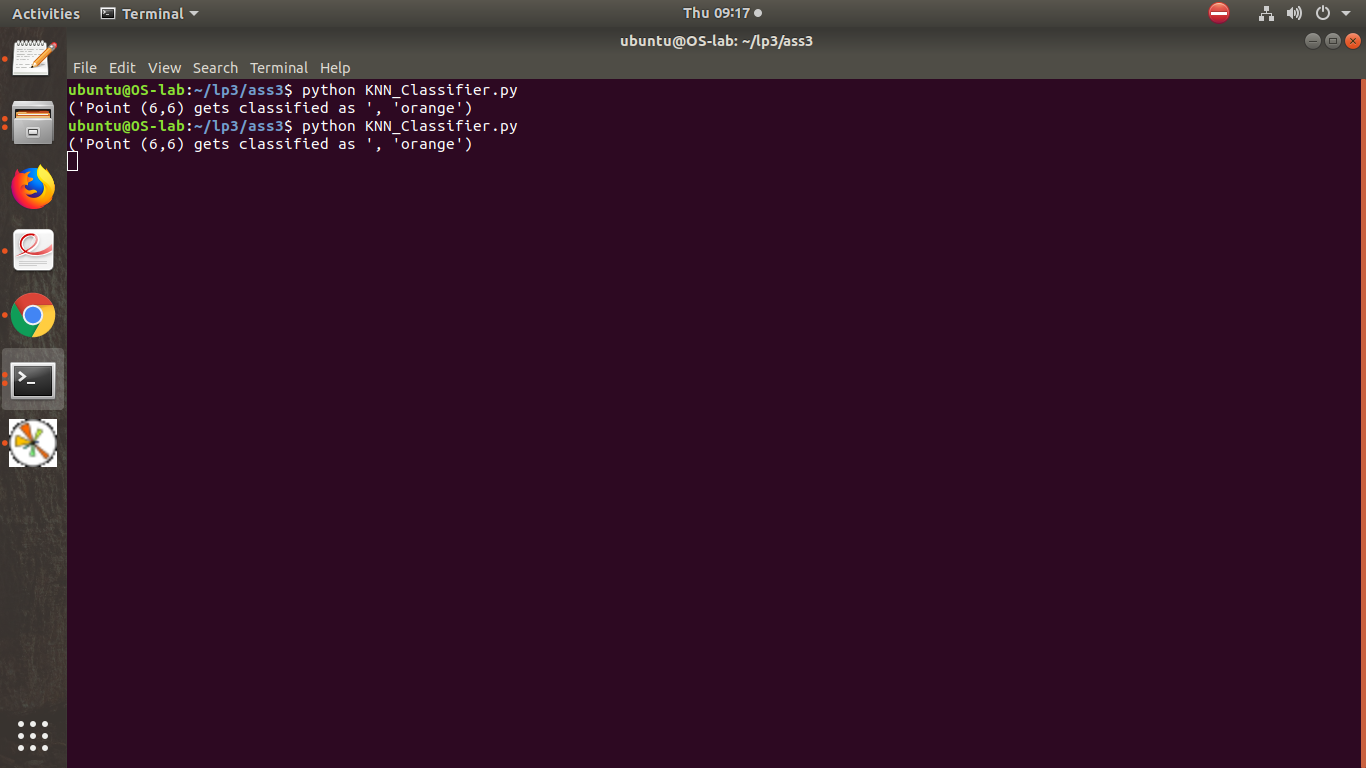 Activities Terminal Thu 09:17
ubuntu@OS-lab: ~/lp3/ass3
File Edit View Search Terminal Help
ubuntu@OS-lab:~/lp3/ass3$ python KNN_Classifier.py
('Point (6,6) gets classified as ', 'orange')
ubuntu@OS-lab:~/lp3/ass3$ python KNN_Classifier.py
('Point (6,6) gets classified as ', 'orange')